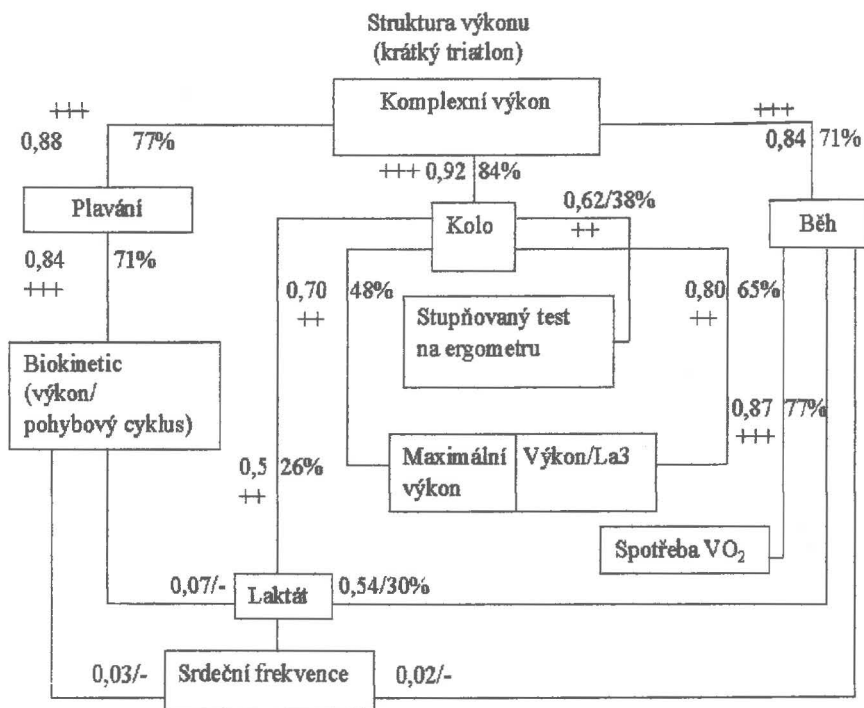 Struktura výkonu
(krátký triatlon)
Komplexní výkon
+++
0,88 77%
+++ 0,92 84%
+++
0,84 71%
Plavání
Kolo
0,62/38%
++
Běh
0,84 71%
+++
0,70 48%
++
0,80 65%
++
Stupňovaný test
na ergometru
Biokinetic
(výkon/
pohybový cyklus)
0,87 77%
+++
0,5 26%
++
Maximální
výkon
Výkon/La3
Spotřeba VO₂
0,07/-
Laktát
0,54/30%
0,03/-
Srdeční frekvence
0,02/-